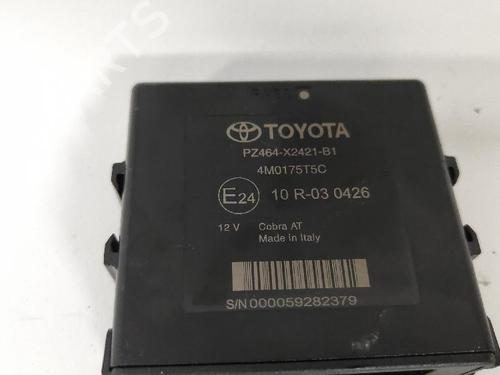 TOYOTA
PZ464-X2421-B1
4M0175T5C
E24 10 R-03 0426
12 V Cobra AT
Made in Italy
S/N 000059282379